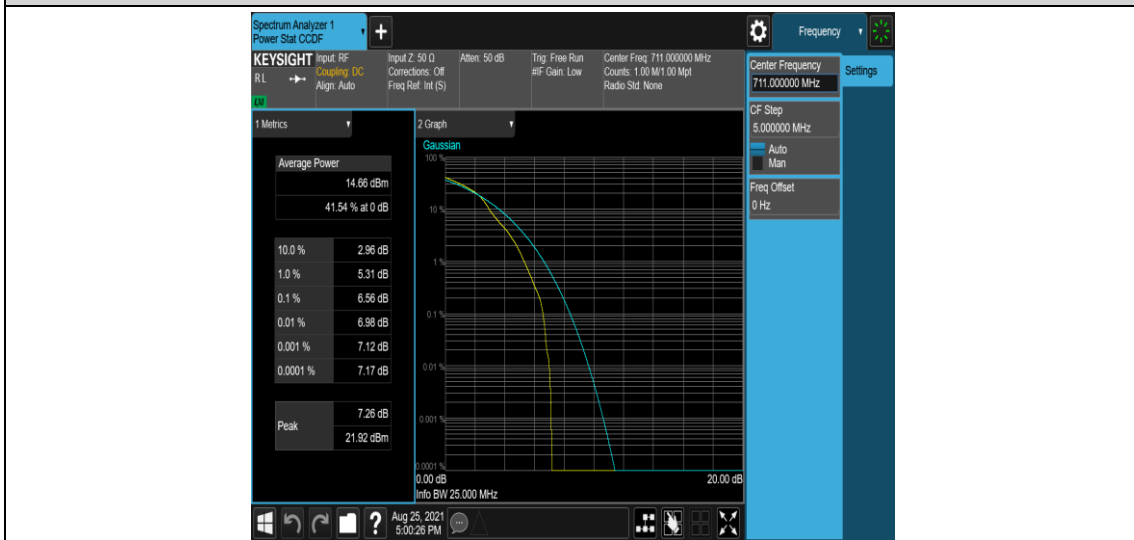 Spectrum Analyzer 1
Power Stat CCDF
+
Frequency
KEYSIGHT
RL
LXI
Input: RF
Coupling: DC
Align: Auto
Input Z: 50 Ω
Corrections: Off
Freq Ref: Int (S)
Atten: 50 dB
Trig: Free Run
#IF Gain: Low
Center Freq: 711.000000 MHz
Counts: 1.00 M/1.00 Mpt
Radio Std: None
Center Frequency
711.000000 MHz
Settings
CF Step
5.000000 MHz
Auto
Man
Freq Offset
0 Hz
1 Metrics
Average Power
14.66 dBm
41.54 % at 0 dB
10.0 % 2.96 dB
1.0 % 5.31 dB
0.1 % 6.56 dB
0.01 % 6.98 dB
0.001 % 7.12 dB
0.0001 % 7.17 dB
Peak
7.26 dB
21.92 dBm
2 Graph
Gaussian
100 %
10 %
1 %
0.1 %
0.01 %
0.001 %
0.0001 %
0.00 dB 20.00 dB
Info BW 25.000 MHz
?
Aug 25, 2021
5:00:26 PM